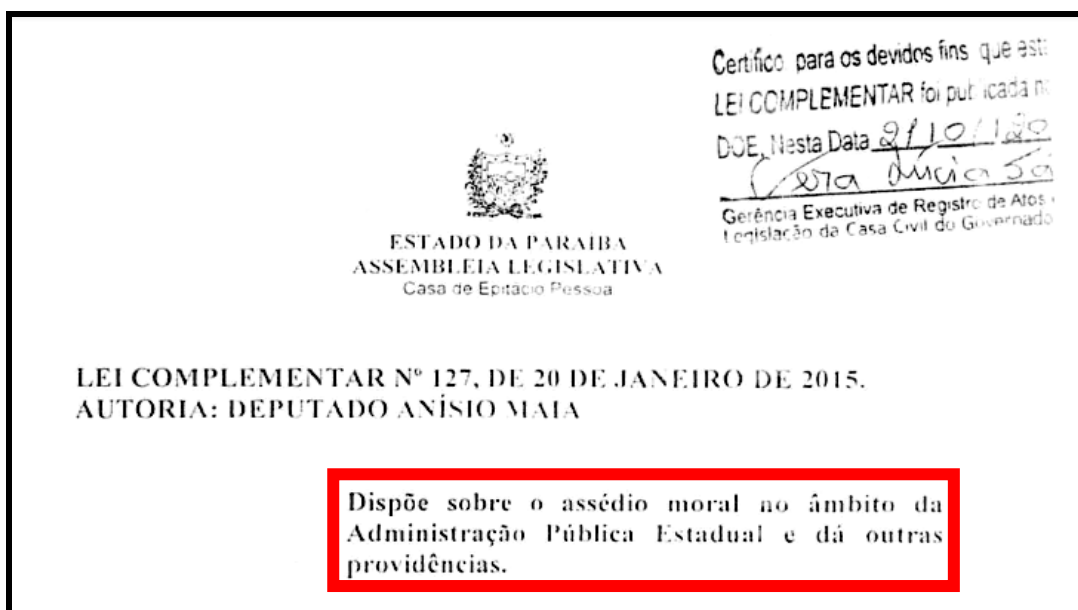 Certifico para os devidos fins que
LEI COMPLEMENTAR foi publicada
DOE, Nesta Data
Vera Lúcia
Gerência Executiva de Registro de Atos
Legislação da Casa Civil do
ESTADO DA PARAÍBA
ASSEMBLEIA LEGISLATIVA
Casa de Epitácio Pessoa
LEI COMPLEMENTAR Nº 127, DE 20 DE JANEIRO DE 2015.
AUTORIA: DEPUTADO ANÍSIO MAIA
Dispõe sobre o assédio moral no âmbito da
Administração Pública Estadual e dá outras
providências.